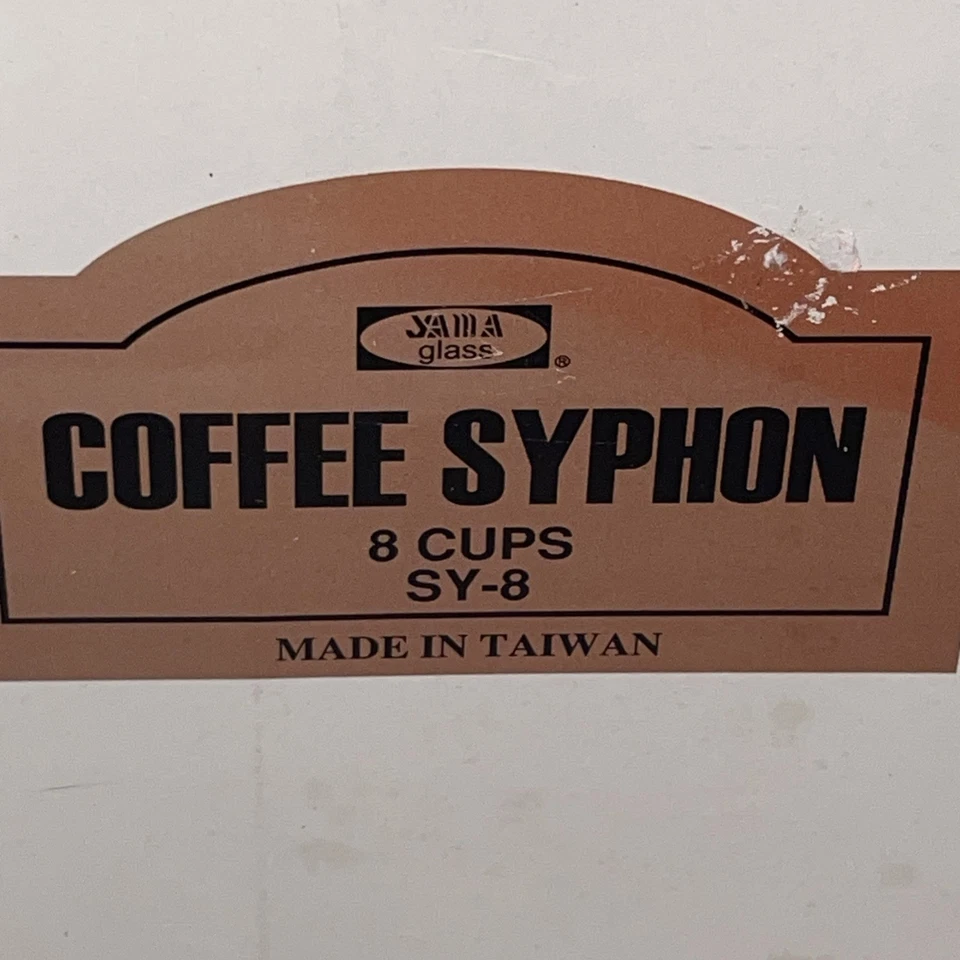 YAMA
glass®
COFFEE SYPHON
8 CUPS
SY-8
MADE IN TAIWAN